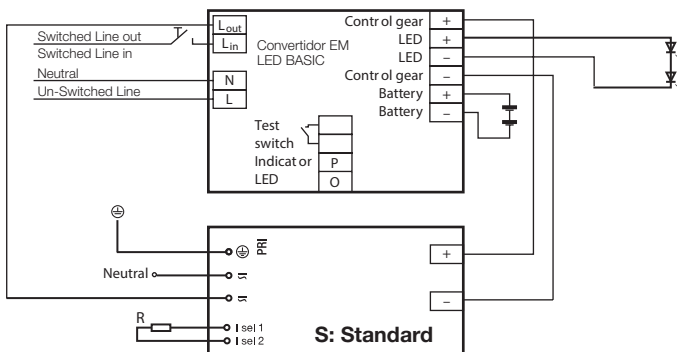 Switched Line out
Switched Line in
Neutral
Un-Switched Line
Lout
Lin
N
L
Convertidor EM
LED BASIC
Control gear +
LED +
LED –
Control gear –
Battery +
Battery –
Test
switch
Indicator P
LED O
PRI
Neutral
R
I sel 1
I sel 2
+
–
S: Standard